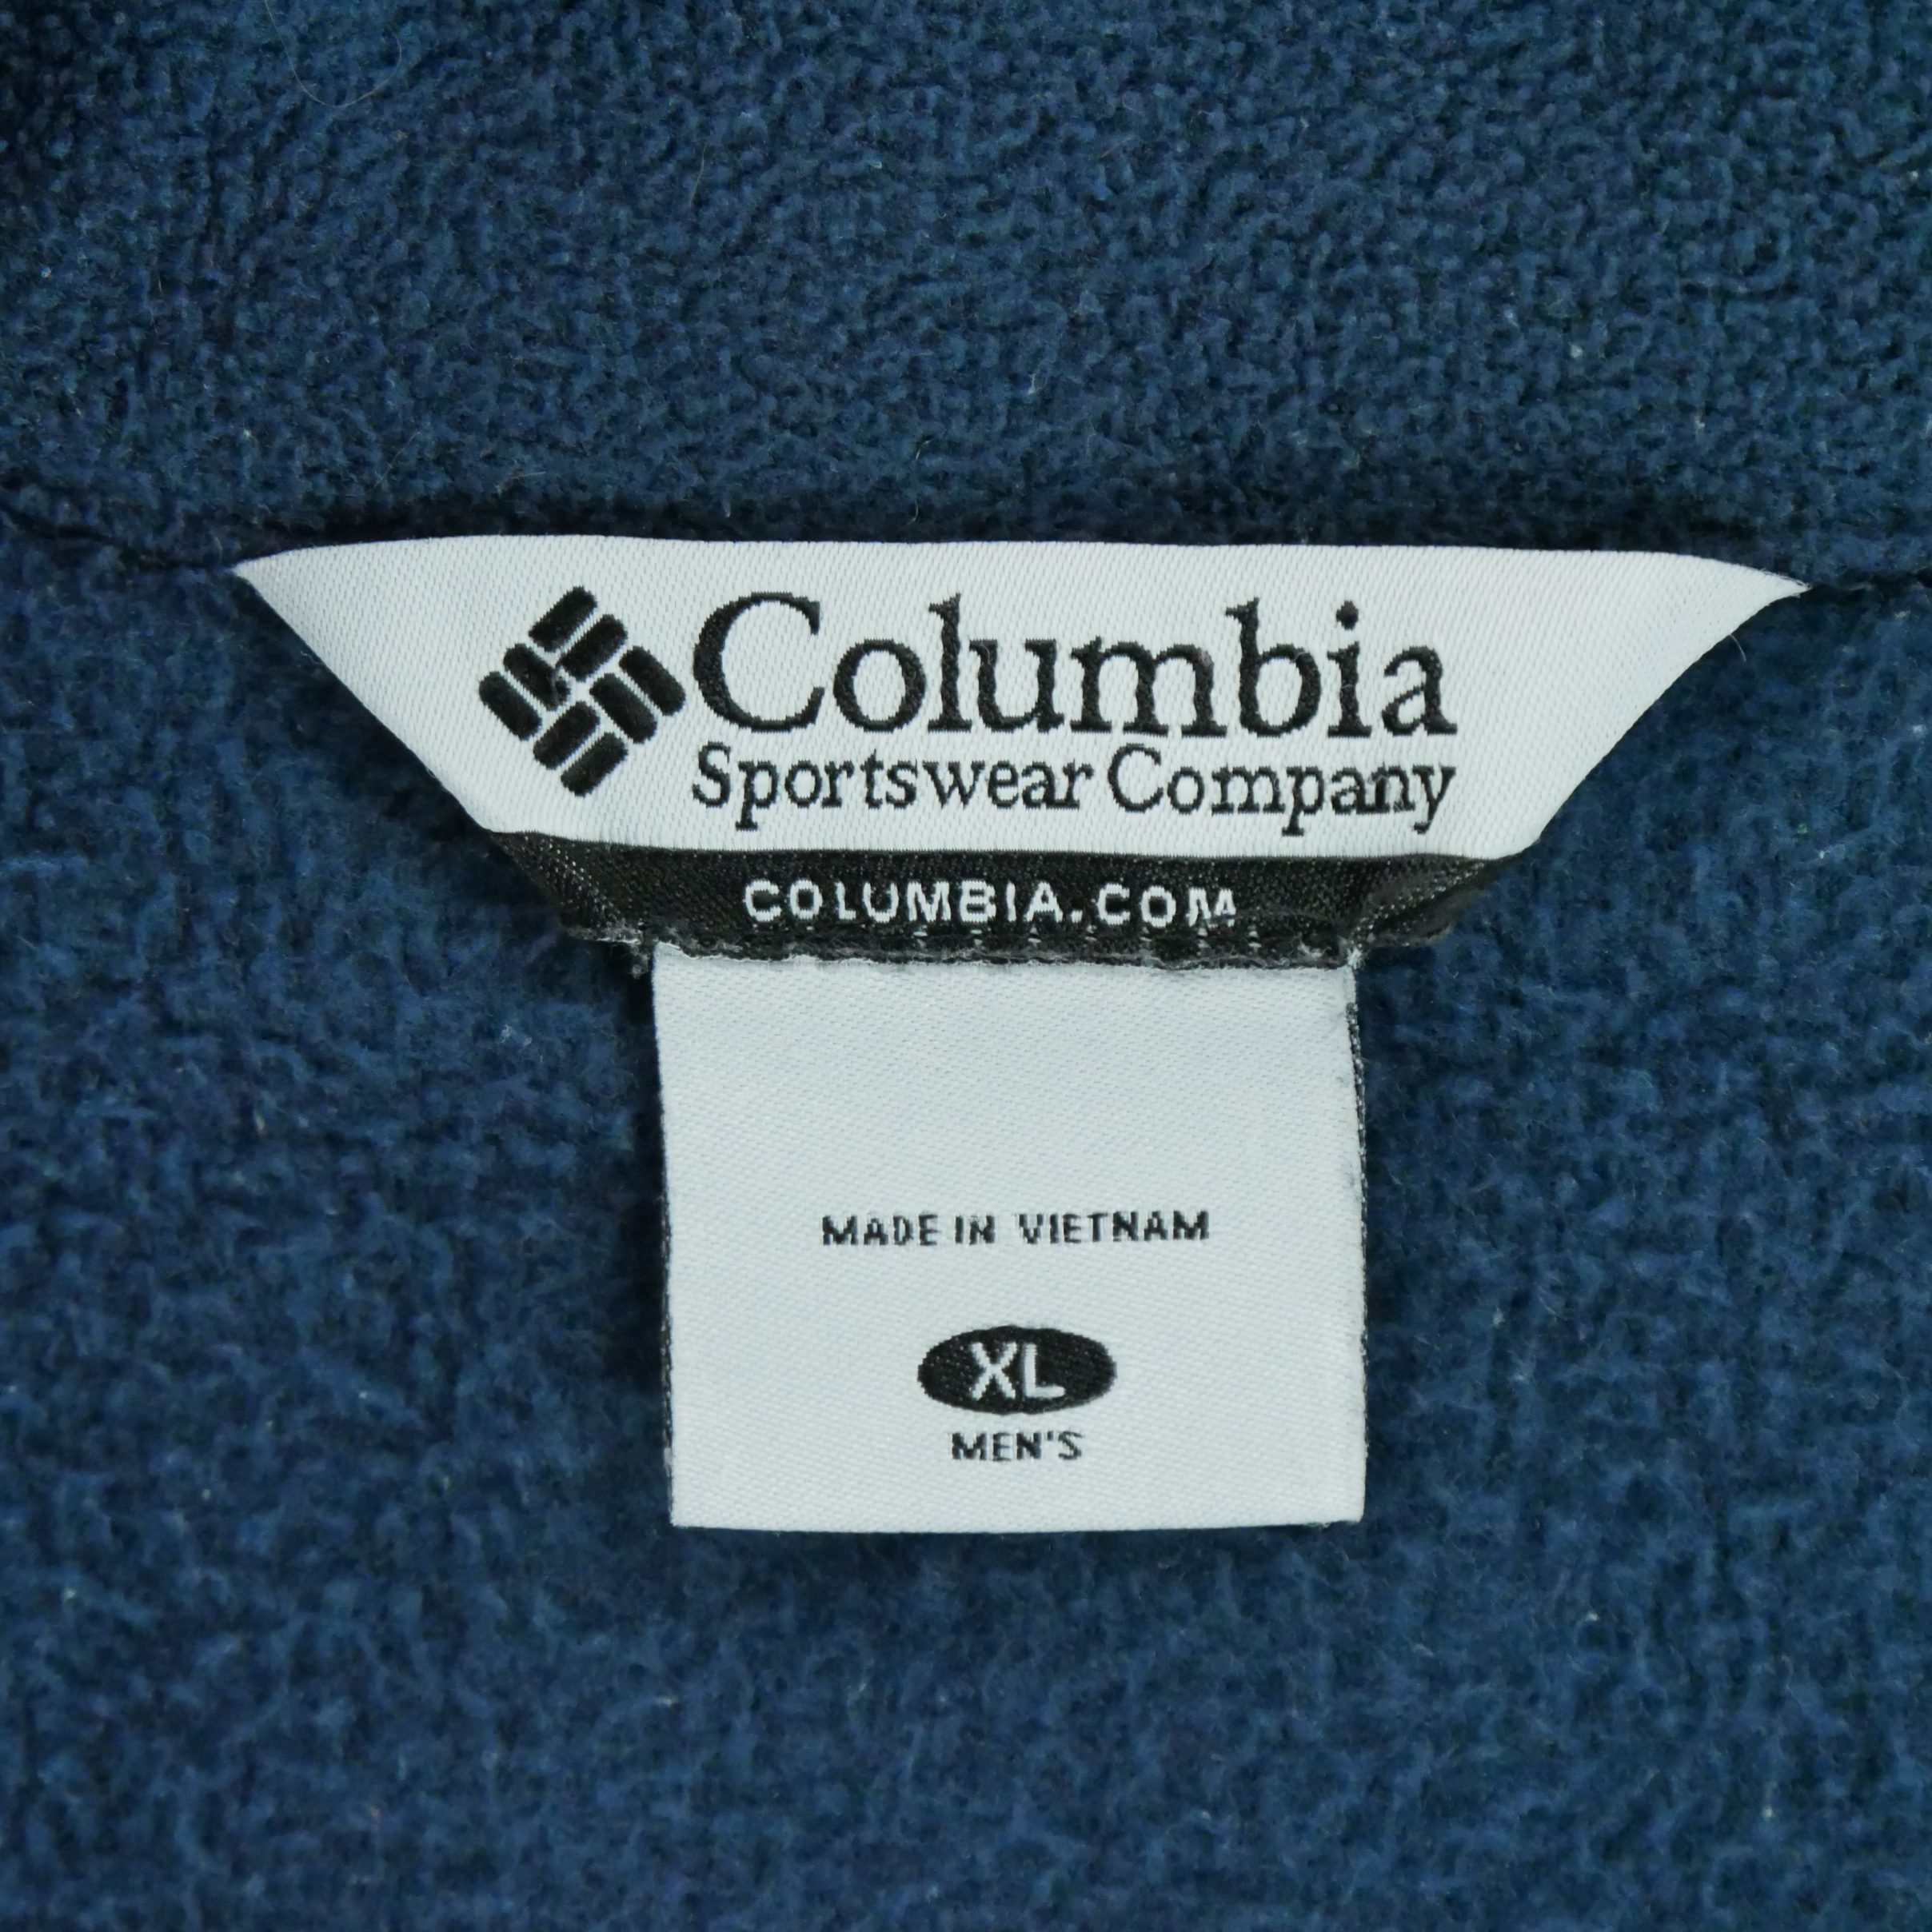 Columbia
Sportswear Company
COLUMBIA.COM
MADE IN VIETNAM
XL
MEN'S